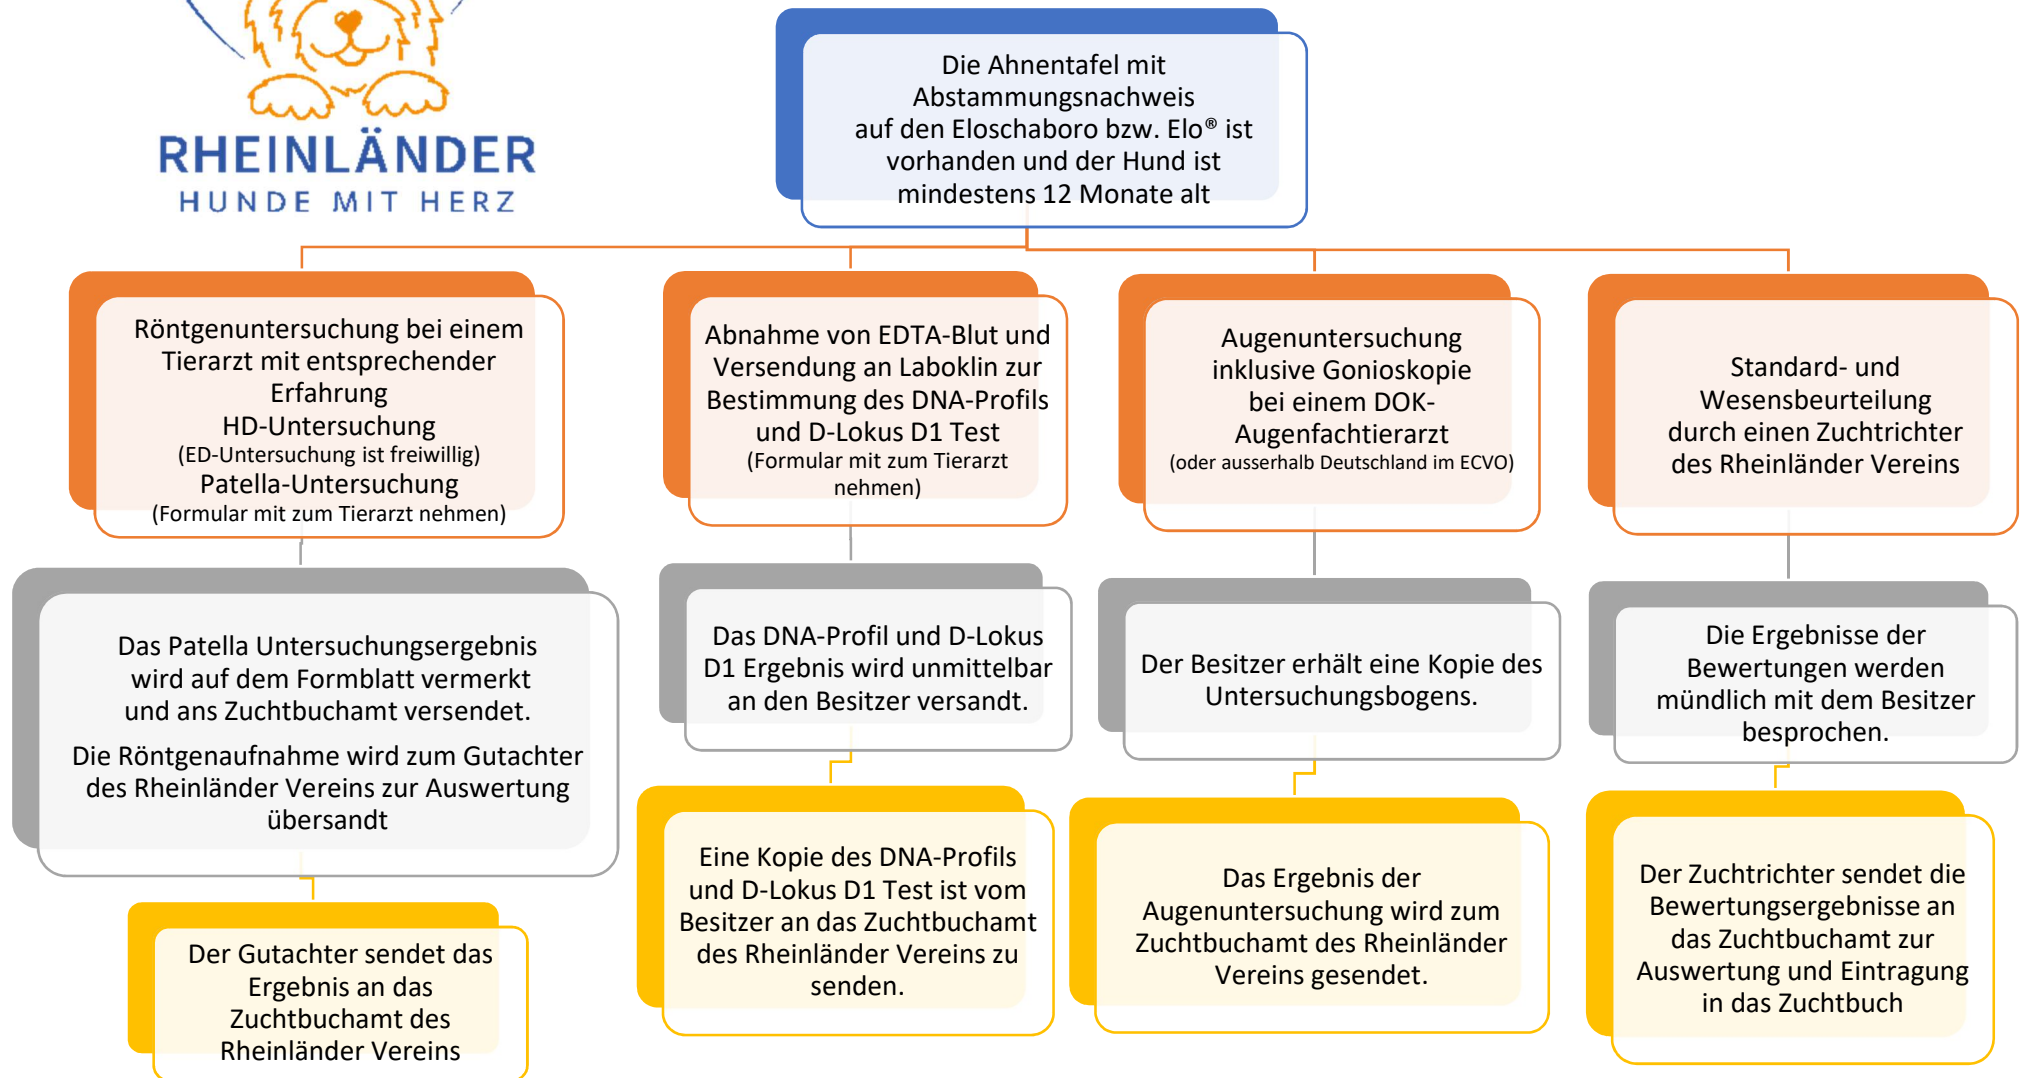 RHEINLÄNDER
HUNDE MIT HERZ
Die Ahnentafel mit
Abstammungsnachweis
auf den Eloschaboro bzw. Elo® ist
vorhanden und der Hund ist
mindestens 12 Monate alt
Röntgenuntersuchung bei einem
Tierarzt mit entsprechender
Erfahrung
HD-Untersuchung
(ED-Untersuchung ist freiwillig)
Patella-Untersuchung
(Formular mit zum Tierarzt nehmen)
Abnahme von EDTA-Blut und
Versendung an Laboklin zur
Bestimmung des DNA-Profils
und D-Lokus D1 Test
(Formular mit zum Tierarzt
nehmen)
Augenuntersuchung
inklusive Gonioskopie
bei einem DOK-
Augenfachtierarzt
(oder ausserhalb Deutschland im ECVO)
Standard- und
Wesensbeurteilung
durch einen Zuchtrichter
des Rheinländer Vereins
Das Patella Untersuchungsergebnis
wird auf dem Formblatt vermerkt
und ans Zuchtbuchamt versendet.
Die Röntgenaufnahme wird zum Gutachter
des Rheinländer Vereins zur Auswertung
übersandt
Das DNA-Profil und D-Lokus
D1 Ergebnis wird unmittelbar
an den Besitzer versandt.
Der Besitzer erhält eine Kopie des
Untersuchungsbogens.
Die Ergebnisse der
Bewertungen werden
mündlich mit dem Besitzer
besprochen.
Der Gutachter sendet das
Ergebnis an das
Zuchtbuchamt des
Rheinländer Vereins
Eine Kopie des DNA-Profils
und D-Lokus D1 Test ist vom
Besitzer an das Zuchtbuchamt
des Rheinländer Vereins zu
senden.
Das Ergebnis der
Augenuntersuchung wird zum
Zuchtbuchamt des Rheinländer
Vereins gesendet.
Der Zuchtrichter sendet die
Bewertungsergebnisse an
das Zuchtbuchamt zur
Auswertung und Eintragung
in das Zuchtbuch